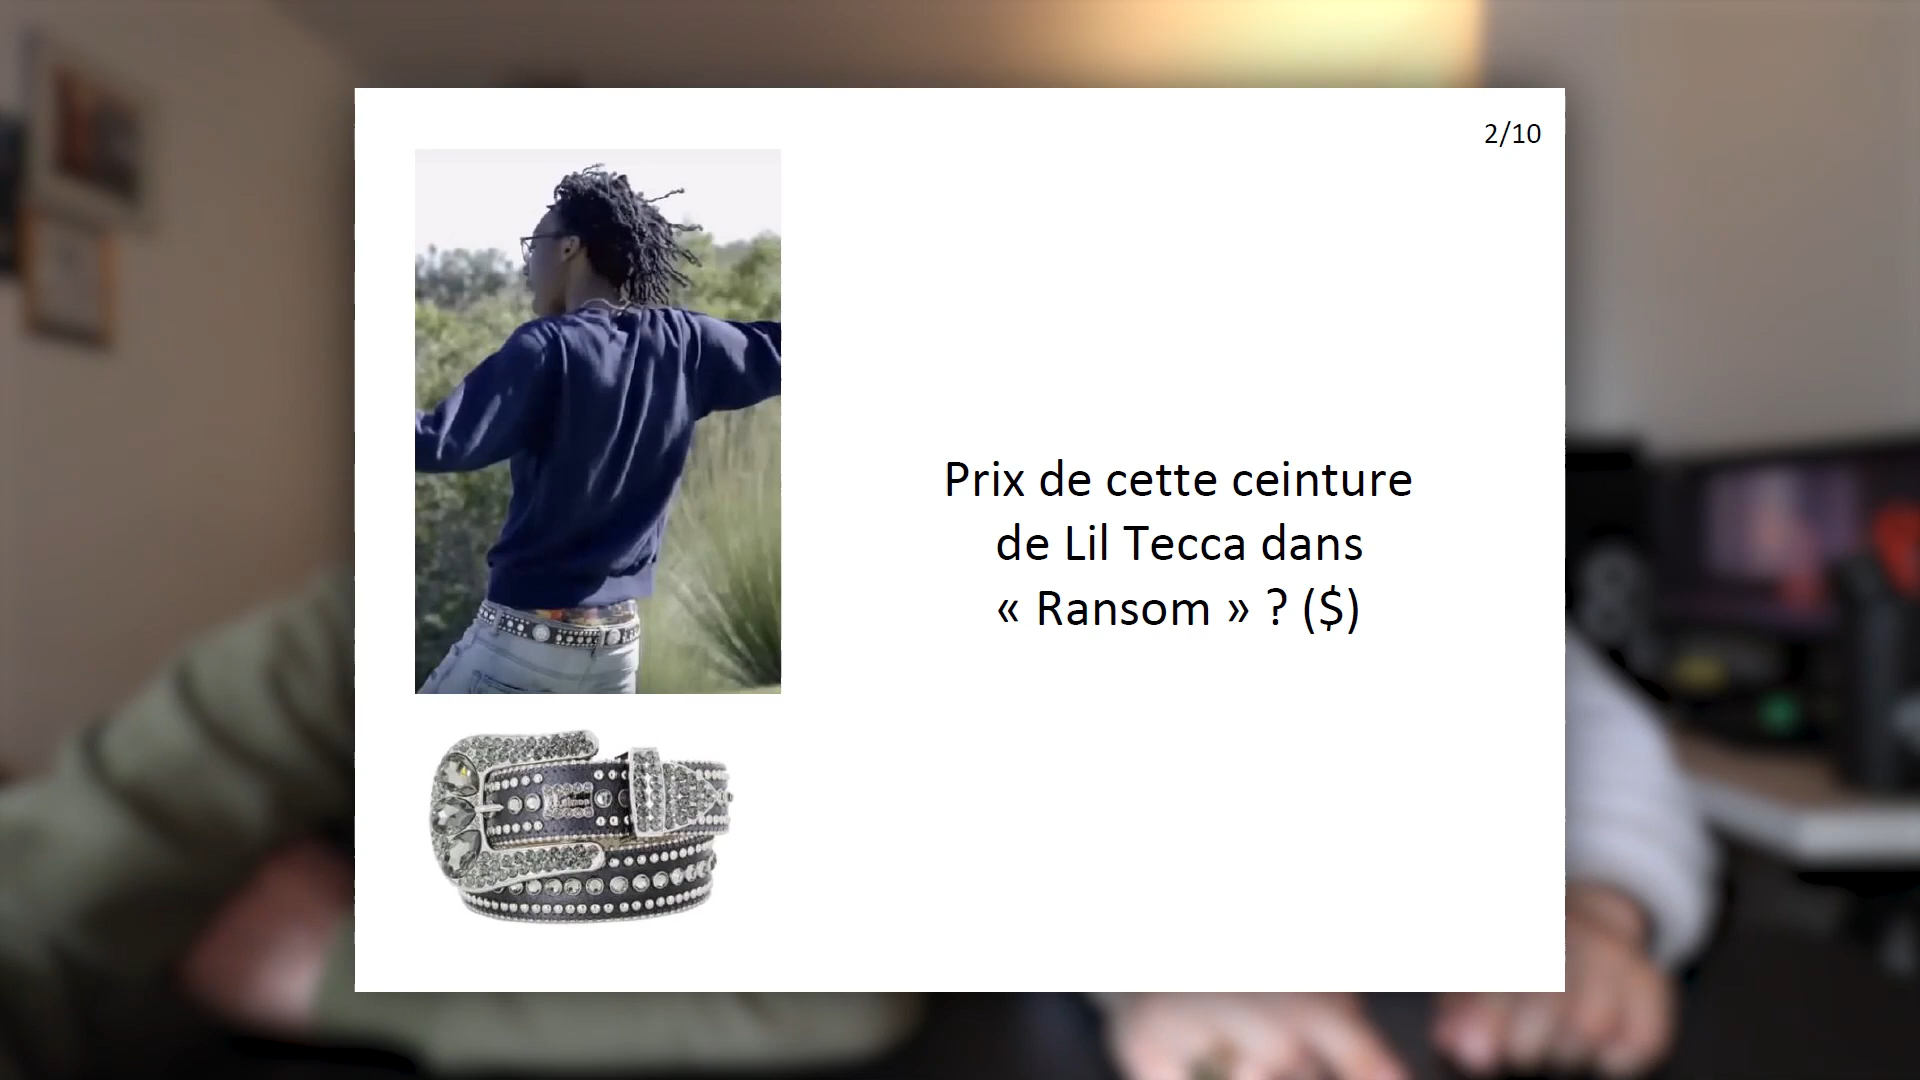 2/10
Prix de cette ceinture
de Lil Tecca dans
« Ransom » ? ($)